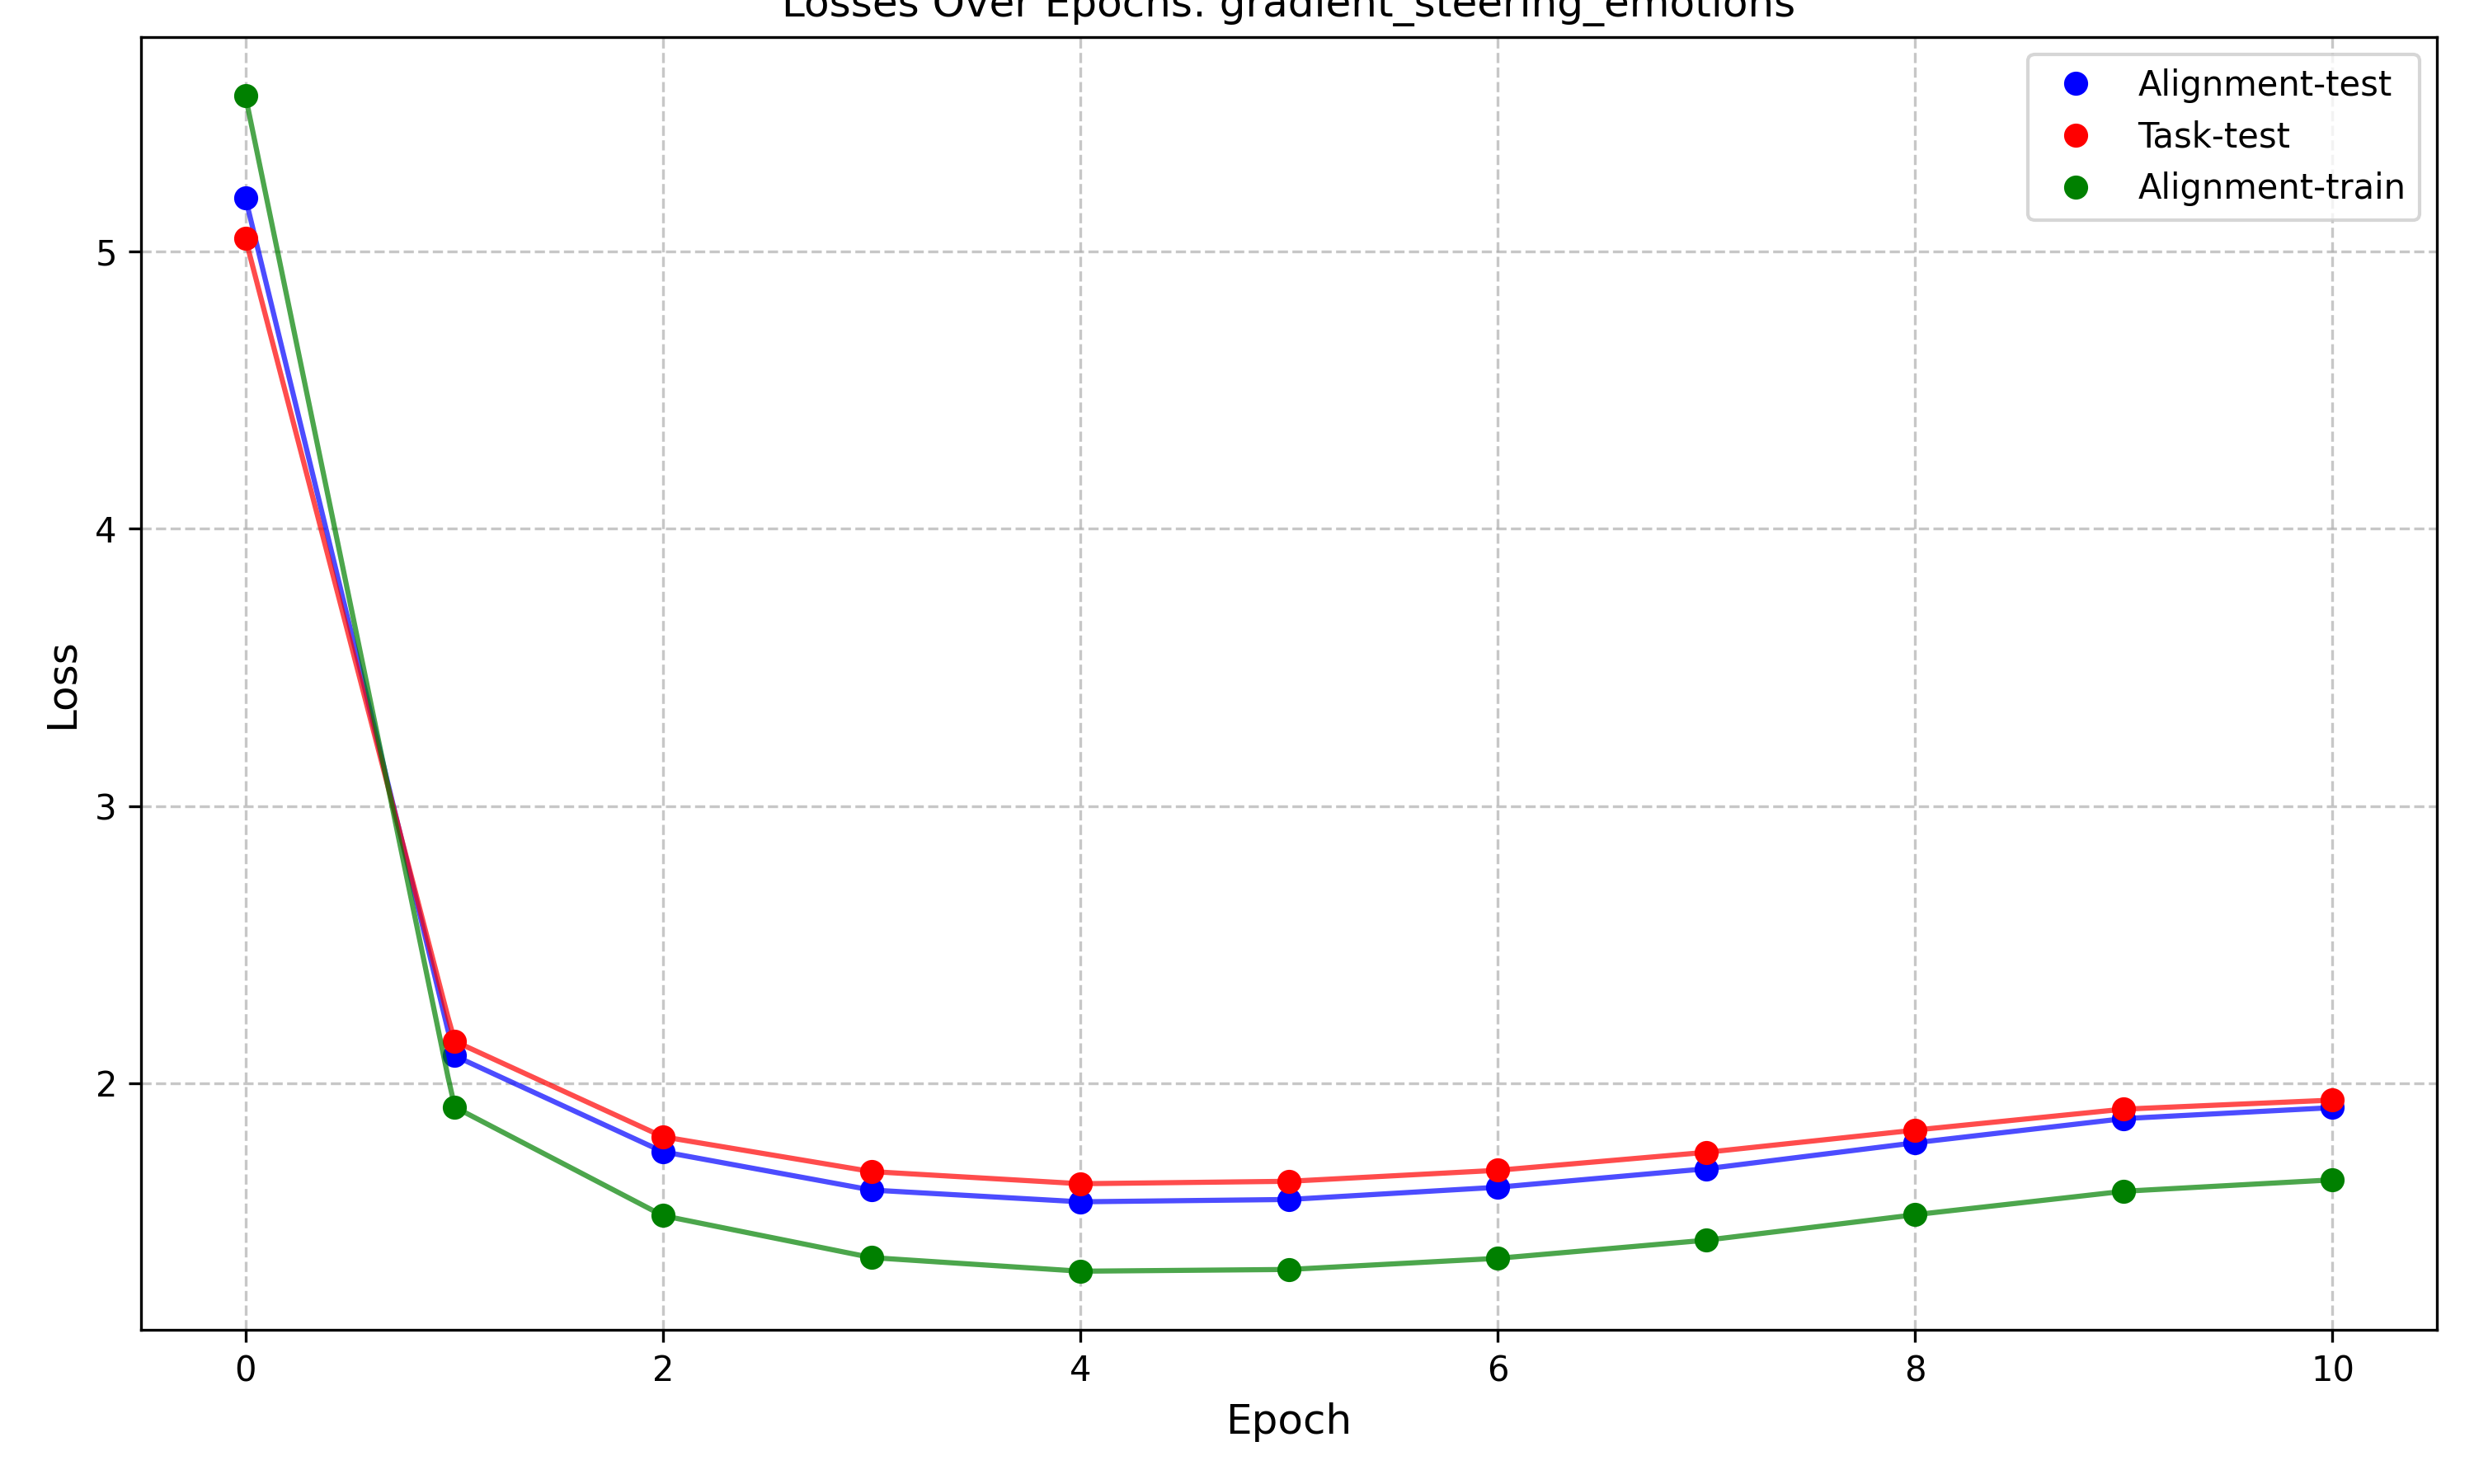 Losses Over Epochs: gradient_steering_emotions
Alignment-test
Task-test
Alignment-train
5
4
3
2
Loss
0 2 4 6 8 10
Epoch